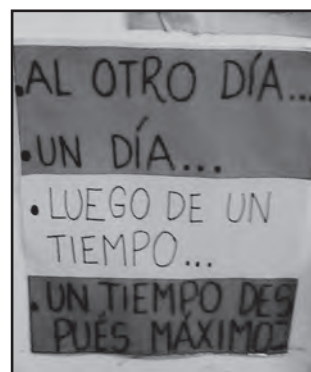 .AL OTRO DÍA...
.UN DÍA...
• LUEGO DE UN
TIEMPO...
.UN TIEMPO DES
PUÉS MÁXIMO-